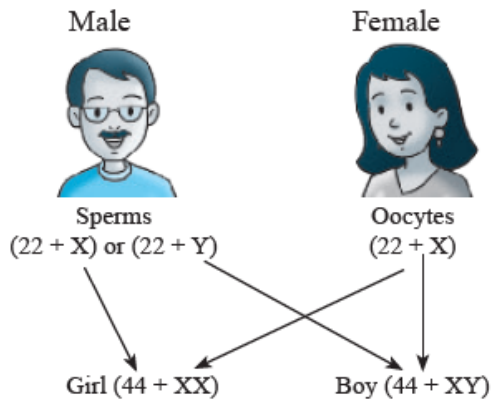 Male Female
Sperms Oocytes
(22 + X) or (22 + Y) (22 + X)
Girl (44 + XX) Boy (44 + XY)